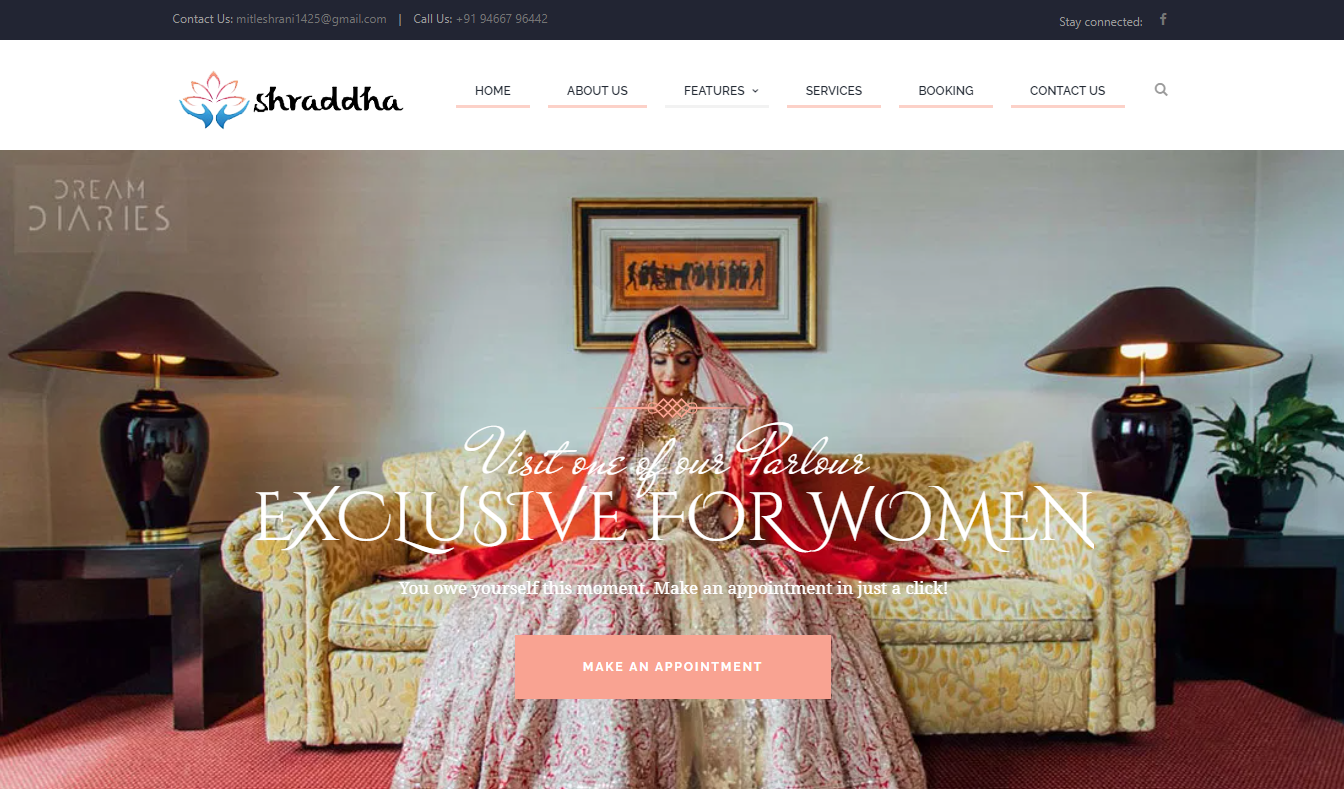 Contact Us: mitleshrani1425@gmail.com | Call Us: +91 94667 96442 Stay connected:
shraddha
HOME ABOUT US FEATURES SERVICES BOOKING CONTACT US
DREAM
DIARIES
Visit one of our Parlour
EXCLUSIVE FOR WOMEN
You owe yourself this moment. Make an appointment in just a click!
MAKE AN APPOINTMENT